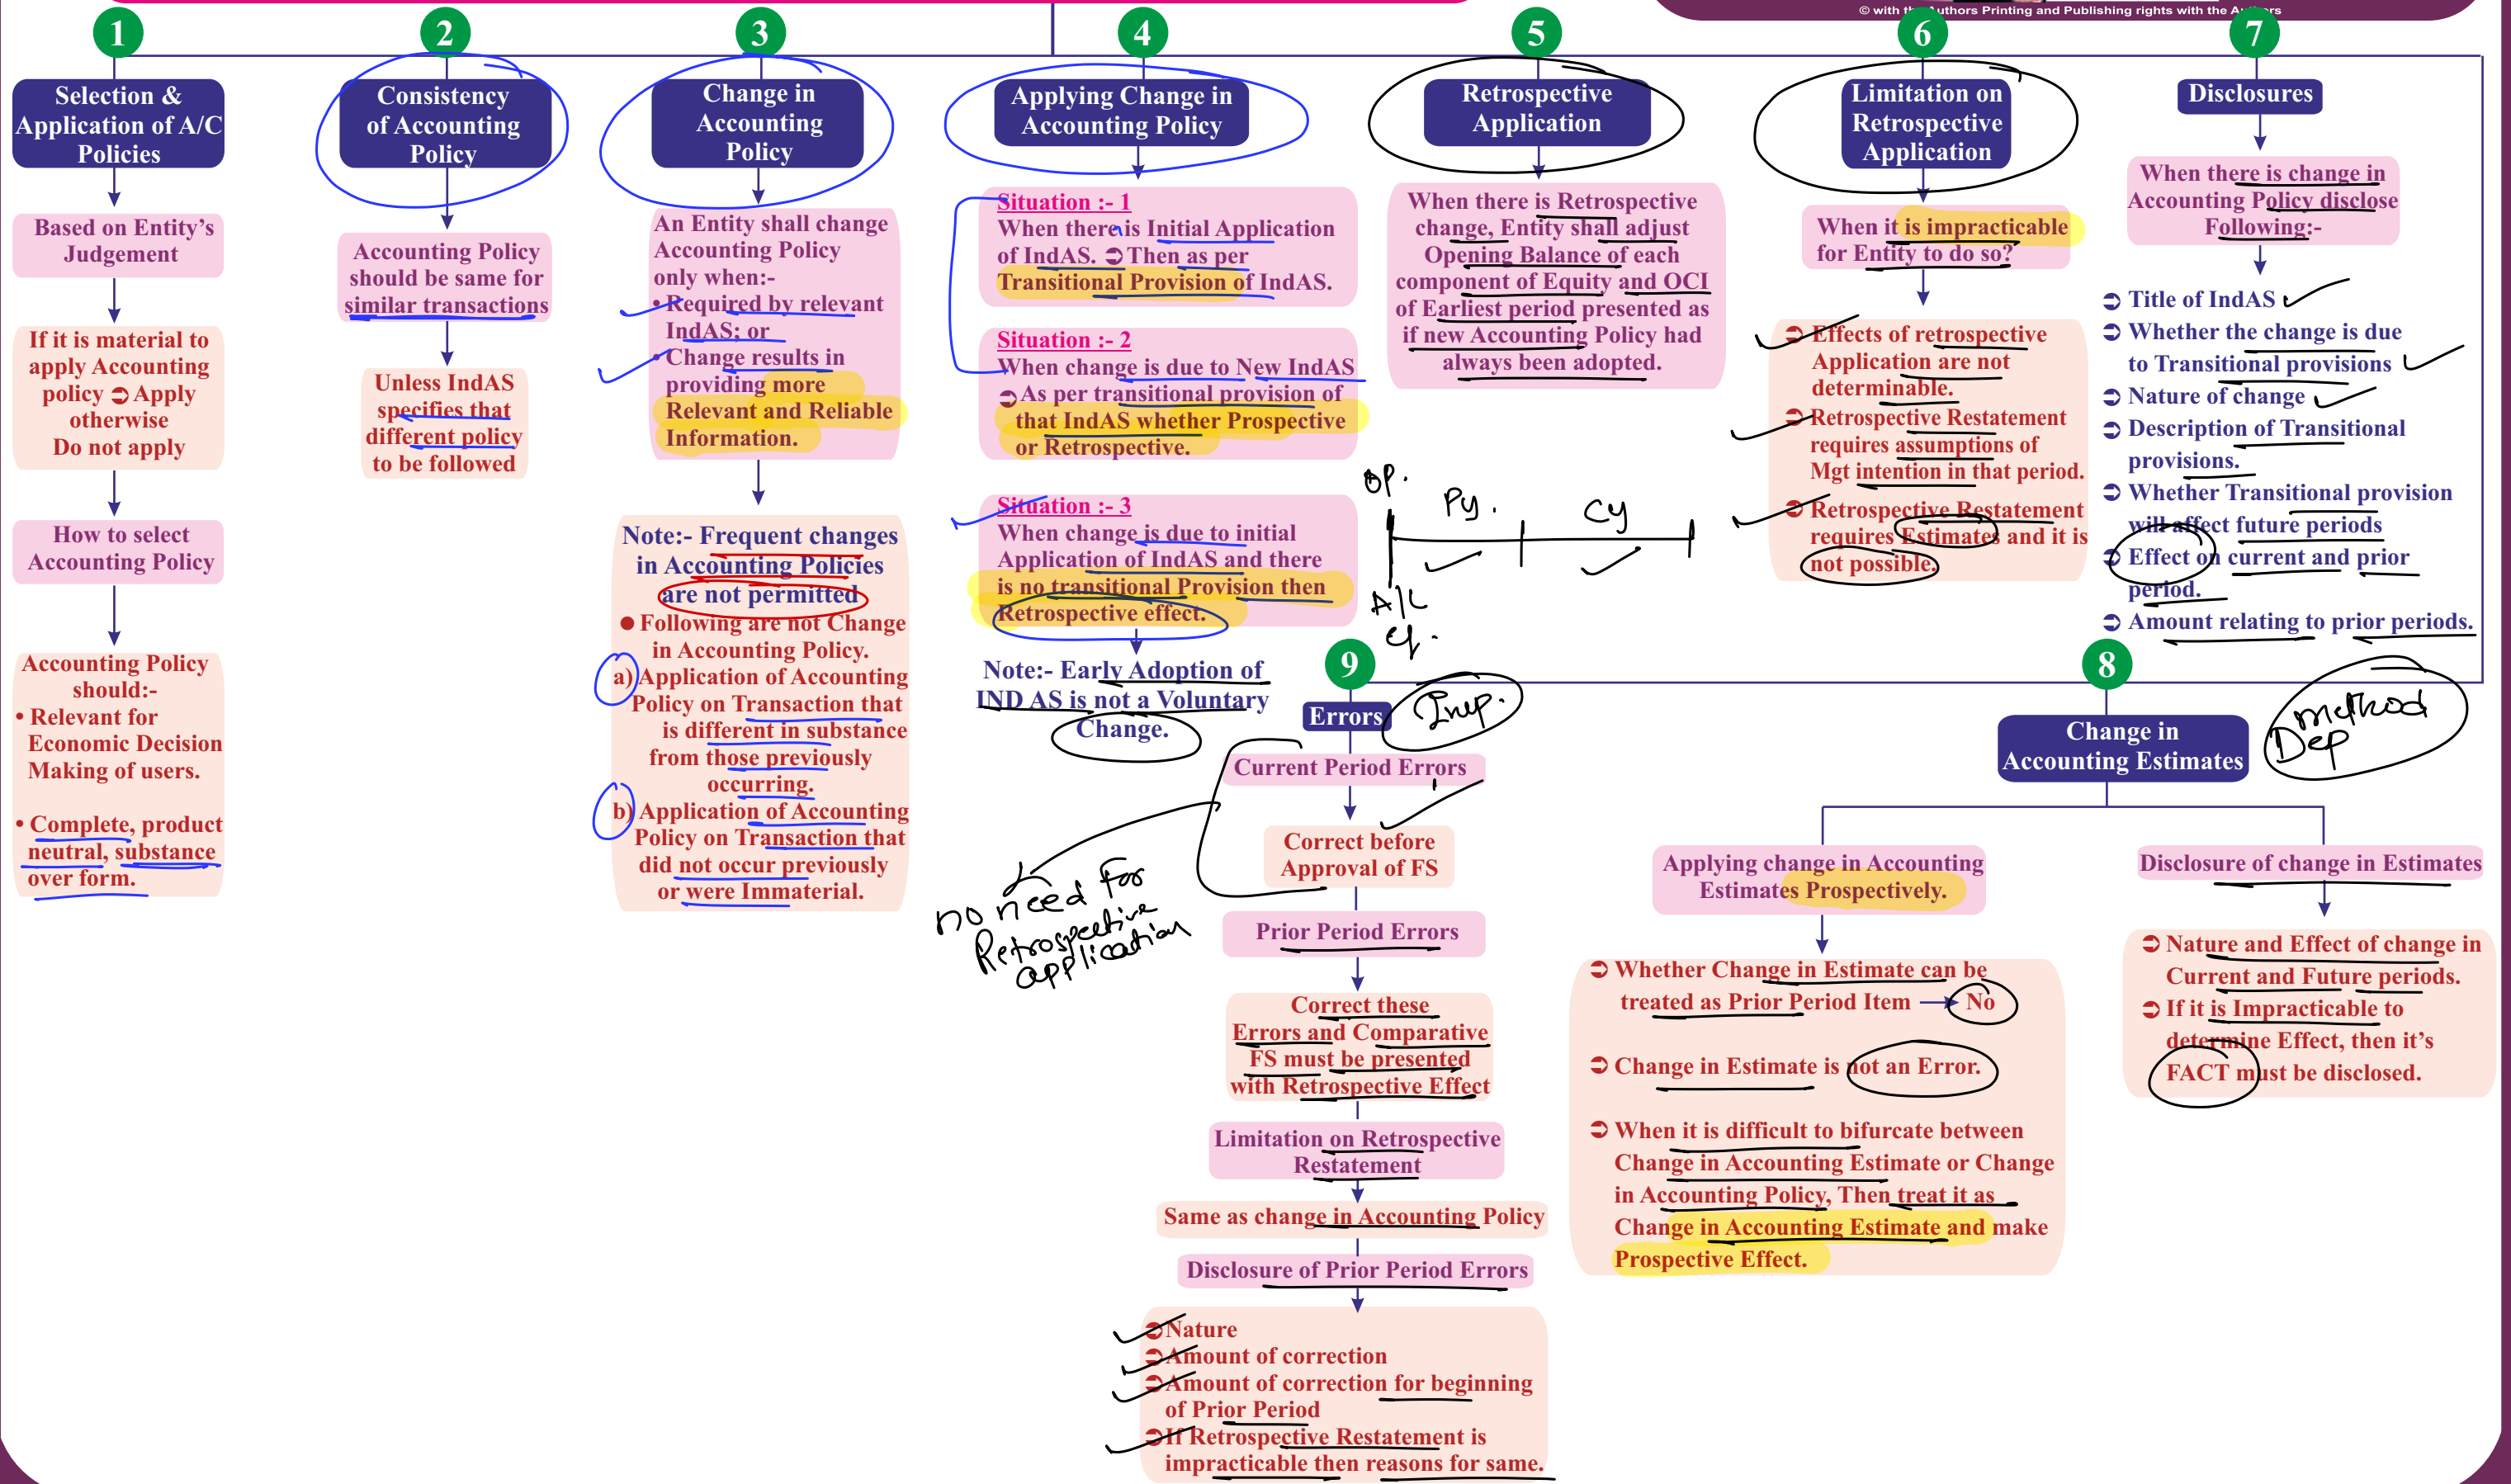 © with the Authors Printing and Publishing rights with the Authors
1
Selection &
Application of A/C
Policies
Based on Entity's
Judgement
If it is material to
apply Accounting
policy ➲ Apply
otherwise
Do not apply
How to select
Accounting Policy
Accounting Policy
should:-
• Relevant for
Economic Decision
Making of users.
• Complete, product
neutral, substance
over form.
2
Consistency
of Accounting
Policy
Accounting Policy
should be same for
similar transactions
Unless IndAS
specifies that
different policy
to be followed
3
Change in
Accounting
Policy
An Entity shall change
Accounting Policy
only when:-
• Required by relevant
IndAS; or
• Change results in
providing more
Relevant and Reliable
Information.
Note:- Frequent changes
in Accounting Policies
are not permitted
● Following are not Change
in Accounting Policy.
a) Application of Accounting
Policy on Transaction that
is different in substance
from those previously
occurring.
b) Application of Accounting
Policy on Transaction that
did not occur previously
or were Immaterial.
4
Applying Change in
Accounting Policy
Situation :- 1
When there is Initial Application
of IndAS. ➲ Then as per
Transitional Provision of IndAS.
Situation :- 2
When change is due to New IndAS
➲ As per transitional provision of
that IndAS whether Prospective
or Retrospective.
Situation :- 3
When change is due to initial
Application of IndAS and there
is no transitional Provision then
Retrospective effect.
Note:- Early Adoption of
IND AS is not a Voluntary
Change.
5
Retrospective
Application
When there is Retrospective
change, Entity shall adjust
Opening Balance of each
component of Equity and OCI
of Earliest period presented as
if new Accounting Policy had
always been adopted.
OP.
Py.
Cy
A/L
Eq.
6
Limitation on
Retrospective
Application
When it is impracticable
for Entity to do so?
➲ Effects of retrospective
Application are not
determinable.
➲ Retrospective Restatement
requires assumptions of
Mgt intention in that period.
➲ Retrospective Restatement
requires Estimates and it is
not possible.
7
Disclosures
When there is change in
Accounting Policy disclose
Following:-
➲ Title of IndAS
➲ Whether the change is due
to Transitional provisions
➲ Nature of change
➲ Description of Transitional
provisions.
➲ Whether Transitional provision
will affect future periods
➲ Effect on current and prior
period.
➲ Amount relating to prior periods.
8
Change in
Accounting Estimates
method
Dep
Applying change in Accounting
Estimates Prospectively.
➲ Whether Change in Estimate can be
treated as Prior Period Item → No
➲ Change in Estimate is not an Error.
➲ When it is difficult to bifurcate between
Change in Accounting Estimate or Change
in Accounting Policy, Then treat it as
Change in Accounting Estimate and make
Prospective Effect.
Disclosure of change in Estimates
➲ Nature and Effect of change in
Current and Future periods.
➲ If it is Impracticable to
determine Effect, then it's
FACT must be disclosed.
9
Errors
Imp.
Current Period Errors
Correct before
Approval of FS
no need for
Retrospective
application
Prior Period Errors
Correct these
Errors and Comparative
FS must be presented
with Retrospective Effect
Limitation on Retrospective
Restatement
Same as change in Accounting Policy
Disclosure of Prior Period Errors
➲ Nature
➲ Amount of correction
➲ Amount of correction for beginning
of Prior Period
➲ If Retrospective Restatement is
impracticable then reasons for same.